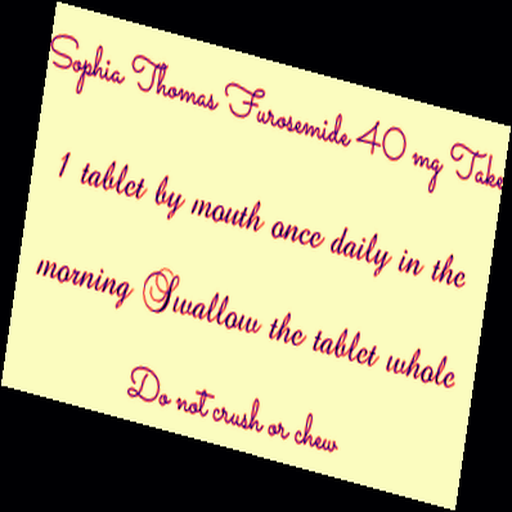 Sophia Thomas Furosemide 40 mg Take
1 tablet by mouth once daily in the
morning Swallow the tablet whole
Do not crush or chew